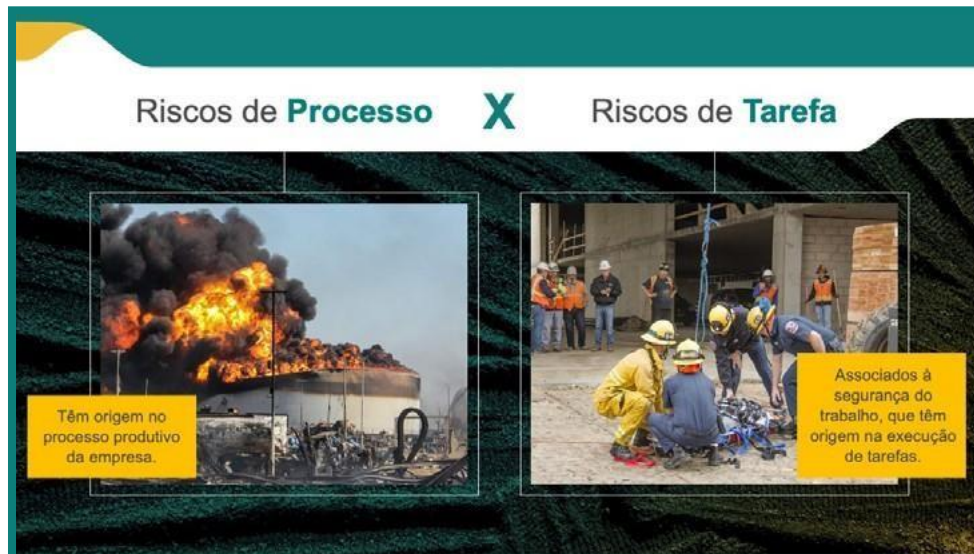 Riscos de Processo X Riscos de Tarefa
Têm origem no
processo produtivo
da empresa.
Associados à
segurança do
trabalho, que têm
origem na execução
de tarefas.